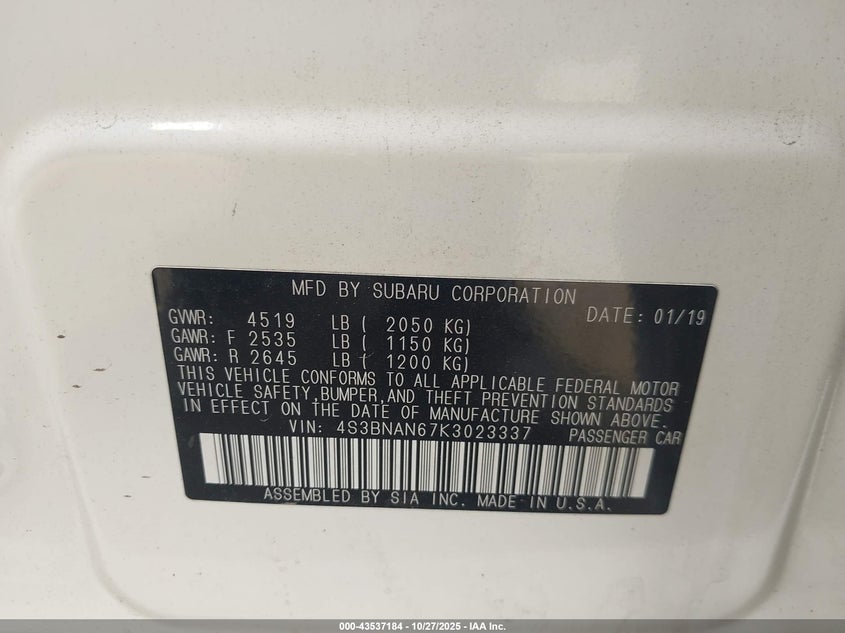 MFD BY SUBARU CORPORATION
DATE: 01/19
GVWR: 4519 LB ( 2050 KG)
GAWR: F 2535 LB ( 1150 KG)
GAWR: R 2645 LB ( 1200 KG)
THIS VEHICLE CONFORMS TO ALL APPLICABLE FEDERAL MOTOR
VEHICLE SAFETY,BUMPER,AND THEFT PREVENTION STANDARDS
IN EFFECT ON THE DATE OF MANUFACTURE SHOWN ABOVE.
VIN: 4S3BNAN67K3023337 PASSENGER CAR
ASSEMBLED BY SIA INC. MADE IN U.S.A.
000-43537184 - 10/27/2025 - IAA Inc.